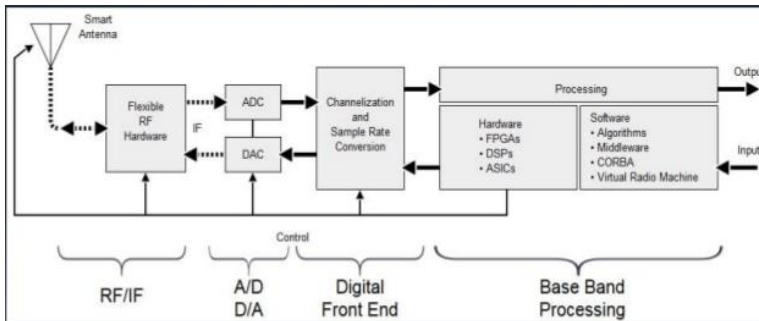 Smart
Antenna
Flexible
RF
Hardware
IF
ADC
DAC
Channelization
and
Sample Rate
Conversion
Processing
Output
Hardware
• FPGAs
• DSPs
• ASICs
Software
• Algorithms
• Middleware
• CORBA
• Virtual Radio Machine
Input
Control
RF/IF
A/D
D/A
Digital
Front End
Base Band
Processing